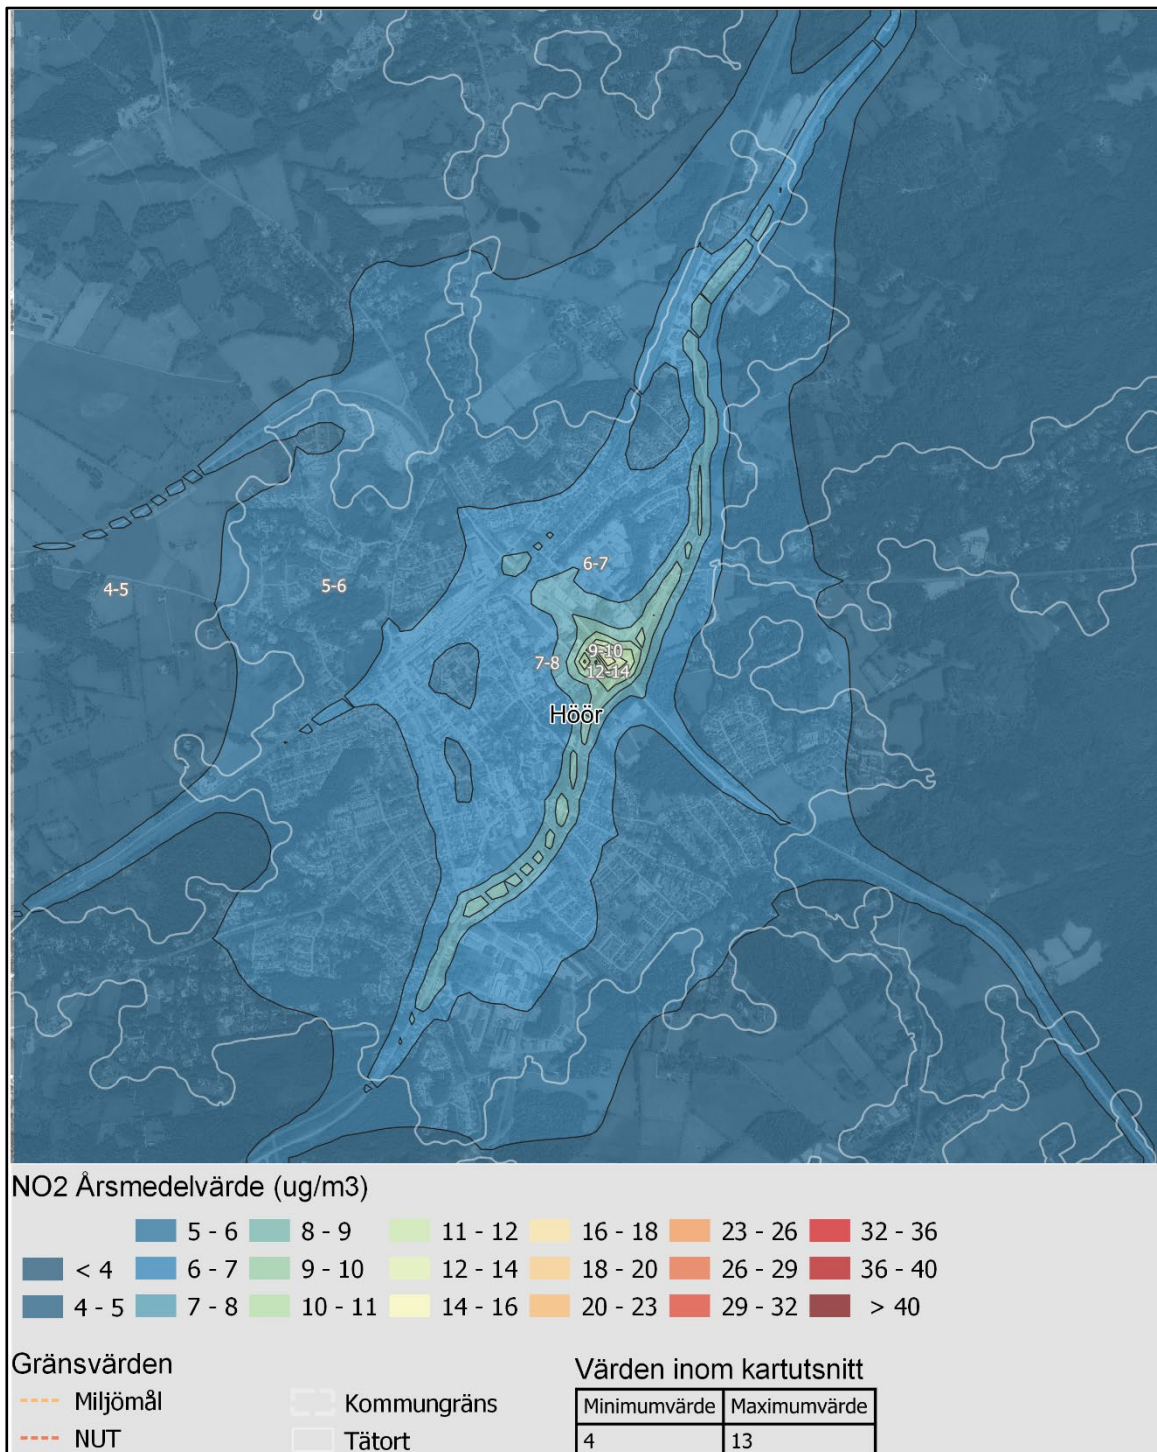 6-7
4-5
5-6
9-10
7-8
12-14
Höör
NO2 Årsmedelvärde (ug/m3)
5 - 6 8 - 9 11 - 12 16 - 18 23 - 26 32 - 36
< 4 6 - 7 9 - 10 12 - 14 18 - 20 26 - 29 36 - 40
4 - 5 7 - 8 10 - 11 14 - 16 20 - 23 29 - 32 > 40
Gränsvärden
Värden inom kartutsnitt
Miljömål Kommungräns Minimumvärde Maximumvärde
NUT Tätort 4 13